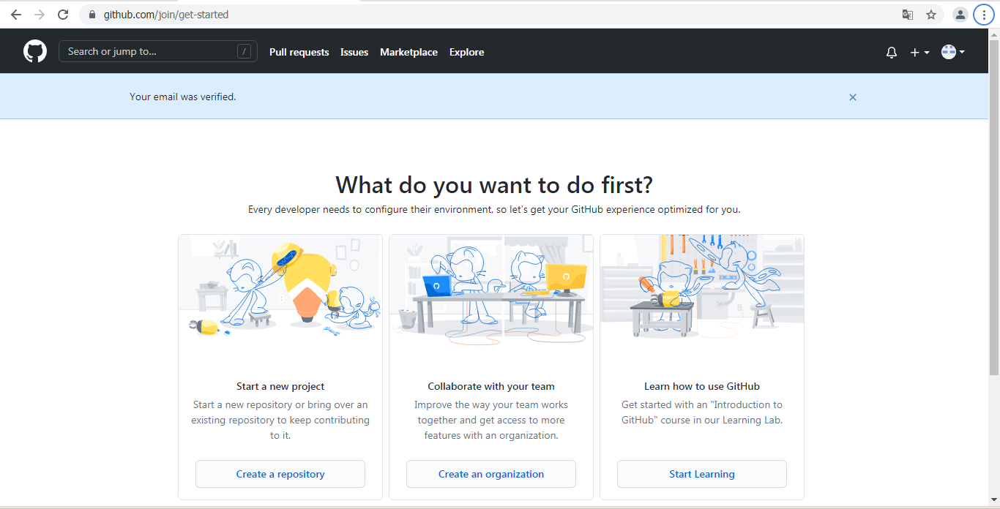 github.com/join/get-started
Search or jump to...
/
Pull requests
Issues
Marketplace
Explore
Your email was verified.
What do you want to do first?
Every developer needs to configure their environment, so let's get your GitHub experience optimized for you.
Start a new project
Start a new repository or bring over an
existing repository to keep contributing
to it.
Create a repository
Collaborate with your team
Improve the way your team works
together and get access to more
features with an organization.
Create an organization
Learn how to use GitHub
Get started with an "Introduction to
GitHub" course in our Learning Lab.
Start Learning